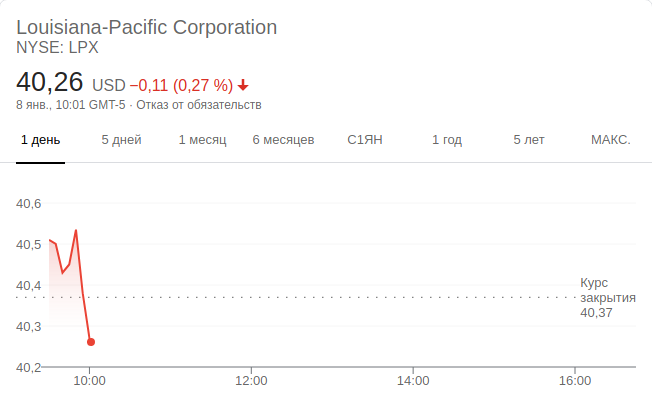 Louisiana-Pacific Corporation
NYSE: LPX
40,26 USD −0,11 (0,27 %)
8 янв., 10:01 GMT-5 · Отказ от обязательств
1 день 5 дней 1 месяц 6 месяцев С1ЯН 1 год 5 лет МАКС.
40,6
40,5
40,4
Курс
закрытия
40,37
40,3
40,2
10:00 12:00 14:00 16:00